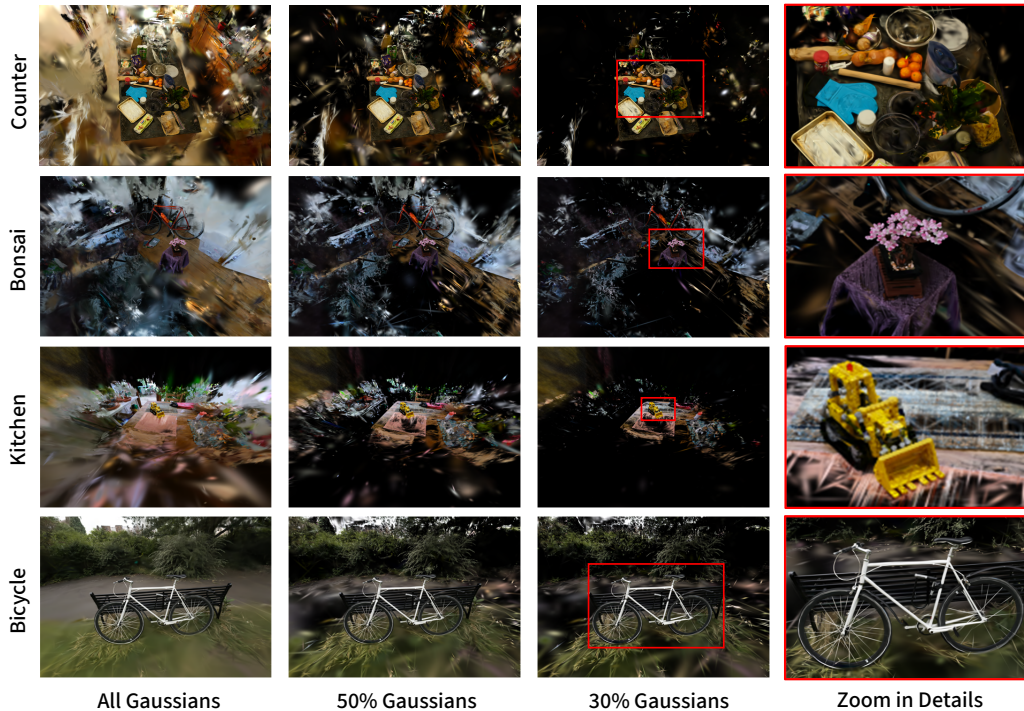 Counter
Bonsai
Kitchen
Bicycle
All Gaussians
50% Gaussians
30% Gaussians
Zoom in Details